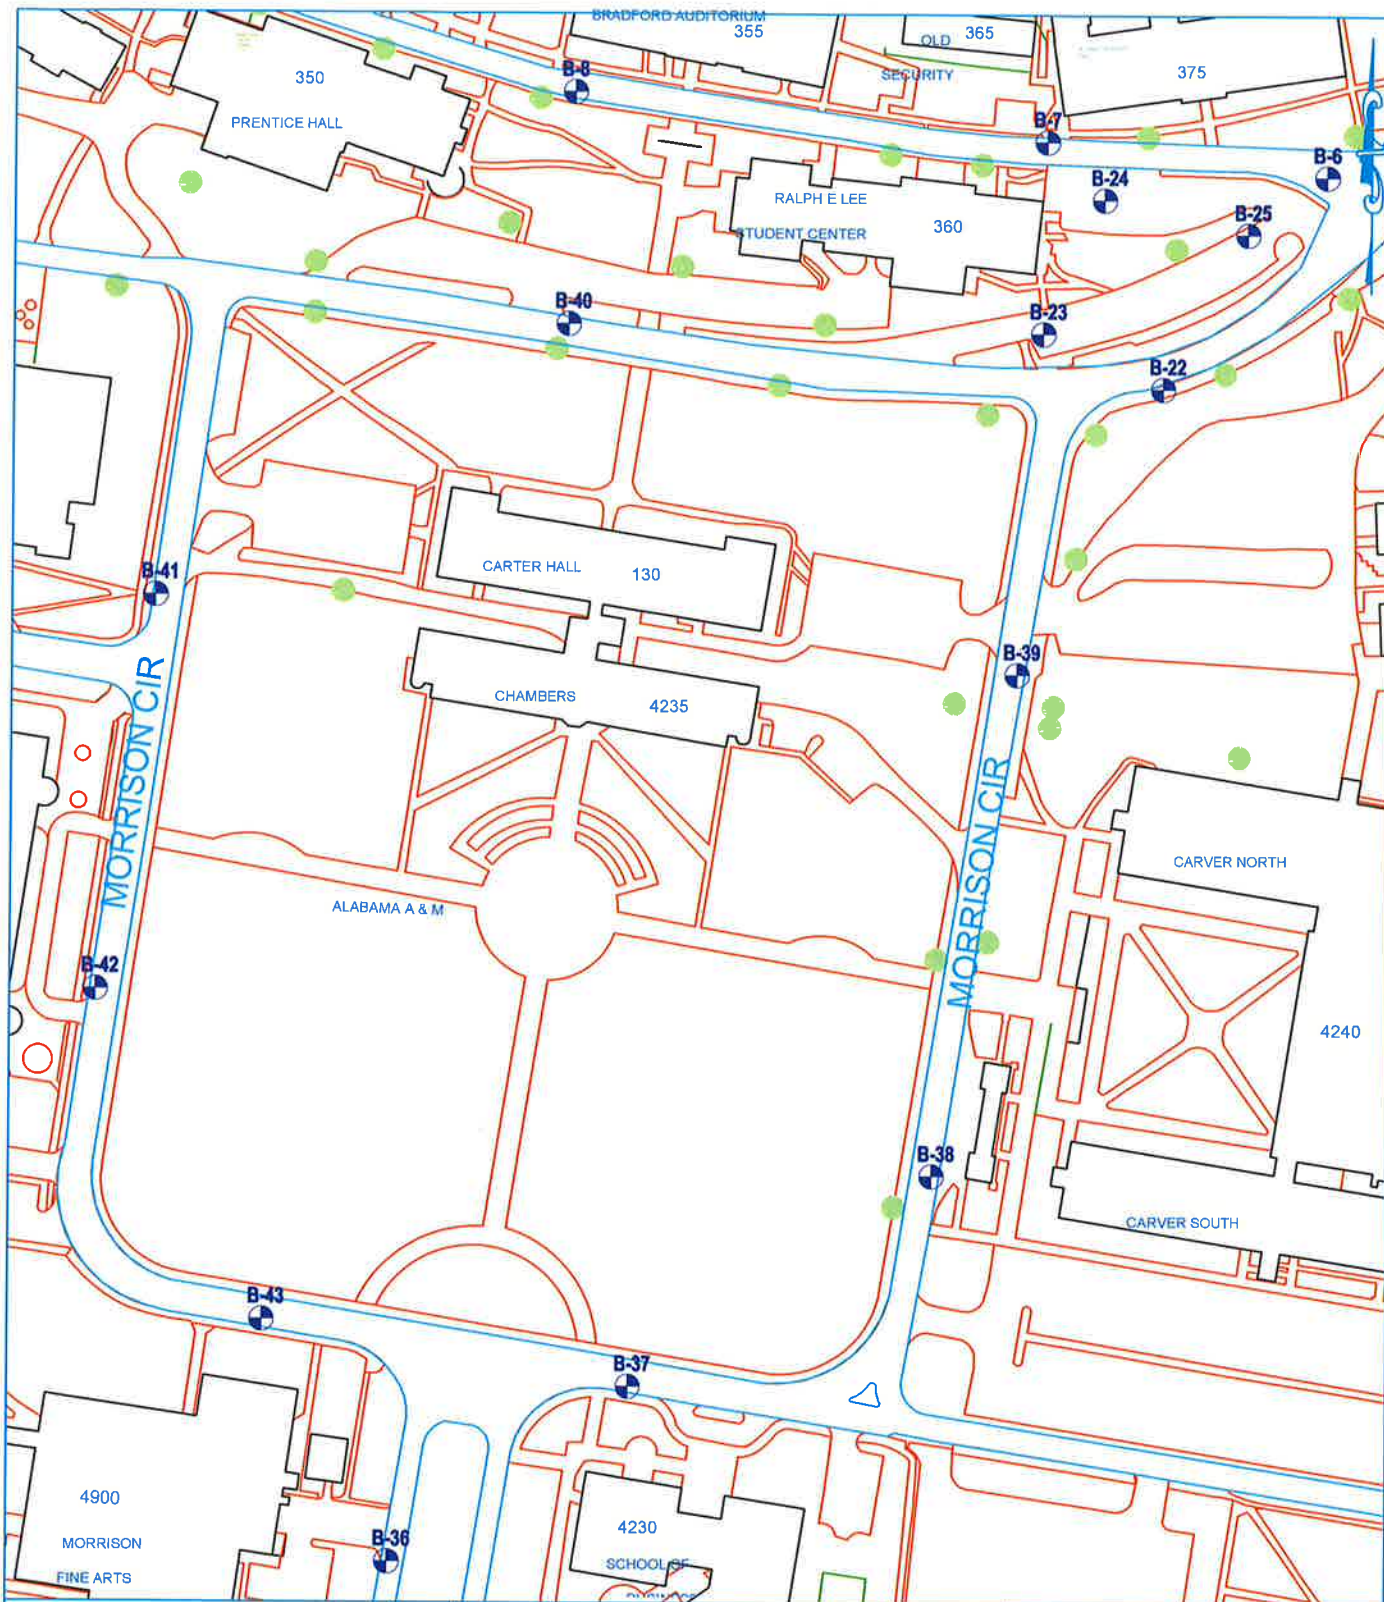 BRADFORD AUDITORIUM
355
OLD
365
SECURITY
375
B-8
350
PRENTICE HALL
B-7
B-6
B-24
B-25
RALPH E LEE
360
STUDENT CENTER
B-40
B-23
B-22
CARTER HALL
130
B-41
B-39
CHAMBERS
4235
MORRISON CIR
MORRISON CIR
CARVER NORTH
ALABAMA A & M
B-42
4240
B-38
CARVER SOUTH
B-43
B-37
4900
MORRISON
FINE ARTS
B-36
4230
SCHOOL OF